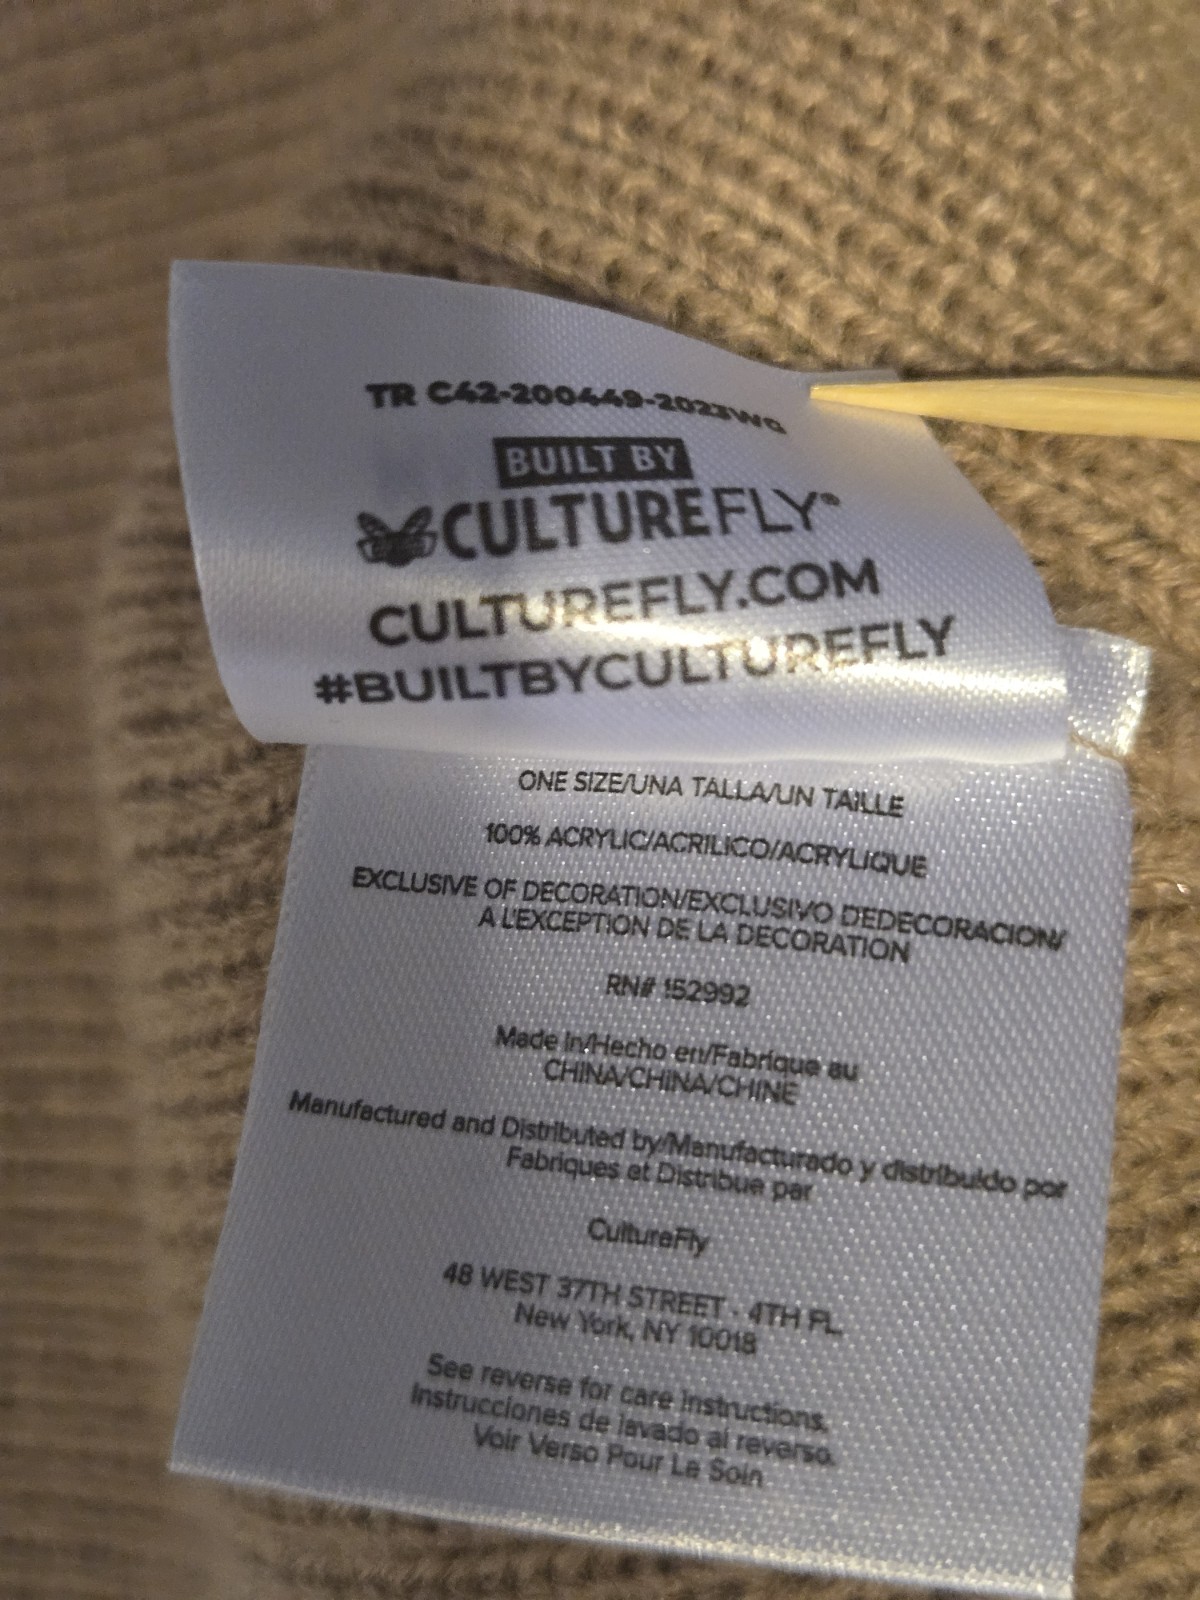 TR C42-200449-2023WG
BUILT BY
CULTUREFLY®
CULTUREFLY.COM
#BUILTBYCULTUREFLY
ONE SIZE/UNA TALLA/UN TAILLE
100% ACRYLIC/ACRILICO/ACRYLIQUE
EXCLUSIVE OF DECORATION/EXCLUSIVO DEDECORACION/
A L'EXCEPTION DE LA DECORATION
RN# 152992
Made in/Hecho en/Fabrique au
CHINA/CHINA/CHINE
Manufactured and Distributed by/Manufacturado y distribuido por
Fabriques et Distribue par
CultureFly
48 WEST 37TH STREET - 4TH FL.
New York, NY 10018
See reverse for care instructions.
Instrucciones de lavado al reverso.
Voir Verso Pour Le Soin